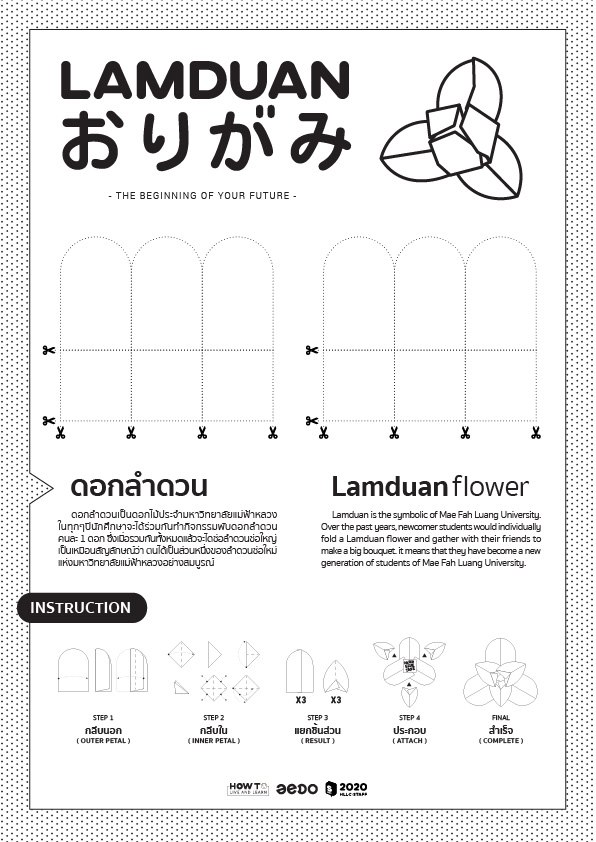 LAMDUAN
おりがみ
- THE BEGINNING OF YOUR FUTURE -
ดอกลำดวน
ดอกลำดวนเป็นดอกไม้ประจำมหาวิทยาลัยแม่ฟ้าหลวง
ในทุกๆปีนักศึกษาจะได้ร่วมกันทำกิจกรรมพับดอกลำดวน
คนละ 1 ดอก ซึ่งเมื่อรวมกันทั้งหมดแล้วจะไดช่อลำดวนช่อใหญ่
เป็นเหมือนสัญลักษณ์ว่า ตนได้เป็นส่วนหนึ่งของลำดวนช่อใหม่
แห่งมหาวิทยาลัยแม่ฟ้าหลวงอย่างสมบูรณ์
Lamduan flower
Lamduan is the symbolic of Mae Fah Luang University.
Over the past years, newcomer students would individually
fold a Lamduan flower and gather with their friends to
make a big bouquet. it means that they have become a new
generation of students of Mae Fah Luang University.
INSTRUCTION
X3 X3
STEP 1
กลีบนอก
( OUTER PETAL )
STEP 2
กลีบใน
( INNER PETAL )
STEP 3
แยกชิ้นส่วน
( RESULT )
STEP 4
ประกอบ
( ATTACH )
FINAL
สำเร็จ
( COMPLETE )
HOW TO
LIVE AND LEARN
2020
HLLC STAFF